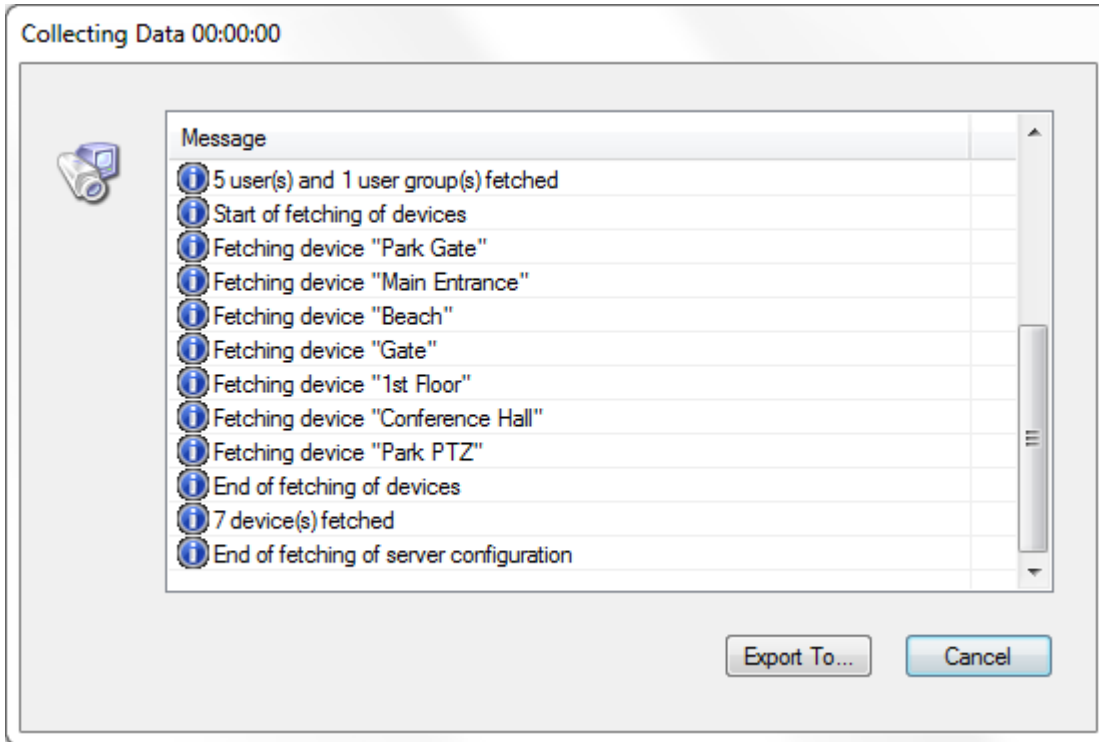 Collecting Data 00:00:00
Message
5 user(s) and 1 user group(s) fetched
Start of fetching of devices
Fetching device "Park Gate"
Fetching device "Main Entrance"
Fetching device "Beach"
Fetching device "Gate"
Fetching device "1st Floor"
Fetching device "Conference Hall"
Fetching device "Park PTZ"
End of fetching of devices
7 device(s) fetched
End of fetching of server configuration
Export To... Cancel